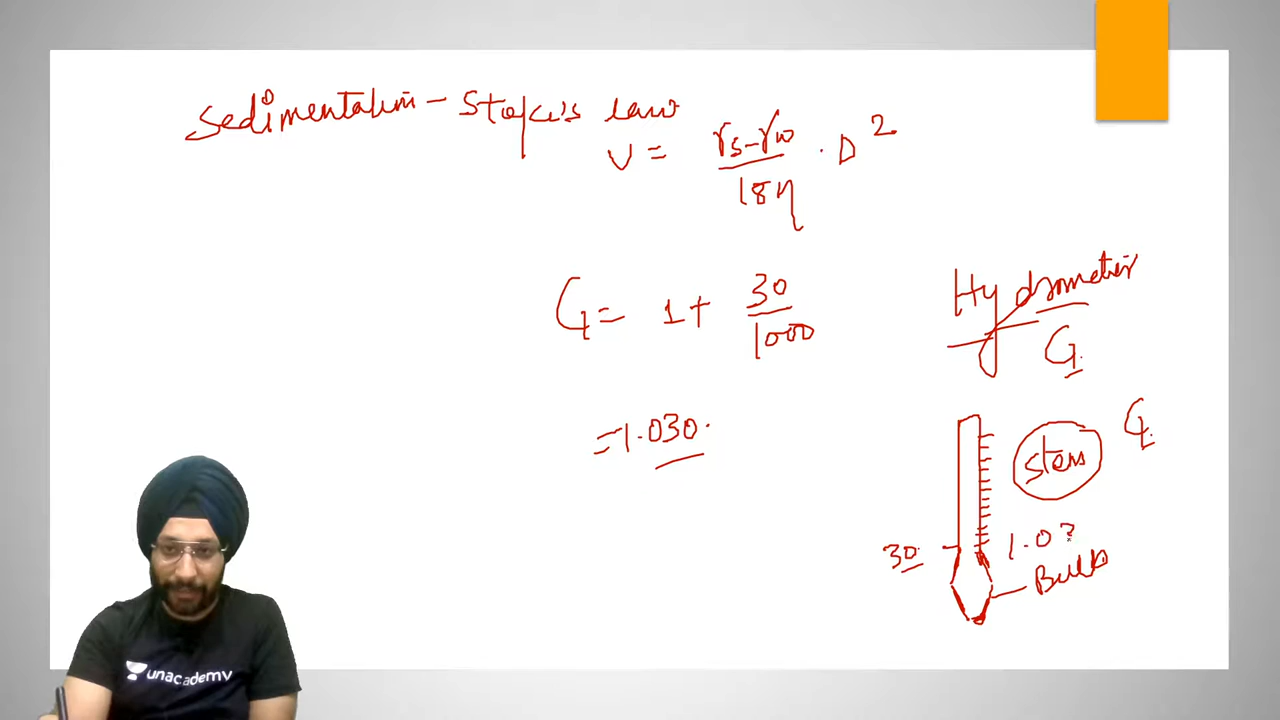 Sedimentation - Stoke's law
V = γs-γw / 18η · D²
G = 1 + 30/1000
= 1.030.
Hydrometer
G
G
stem
30
1.03
Bulb
unacademy